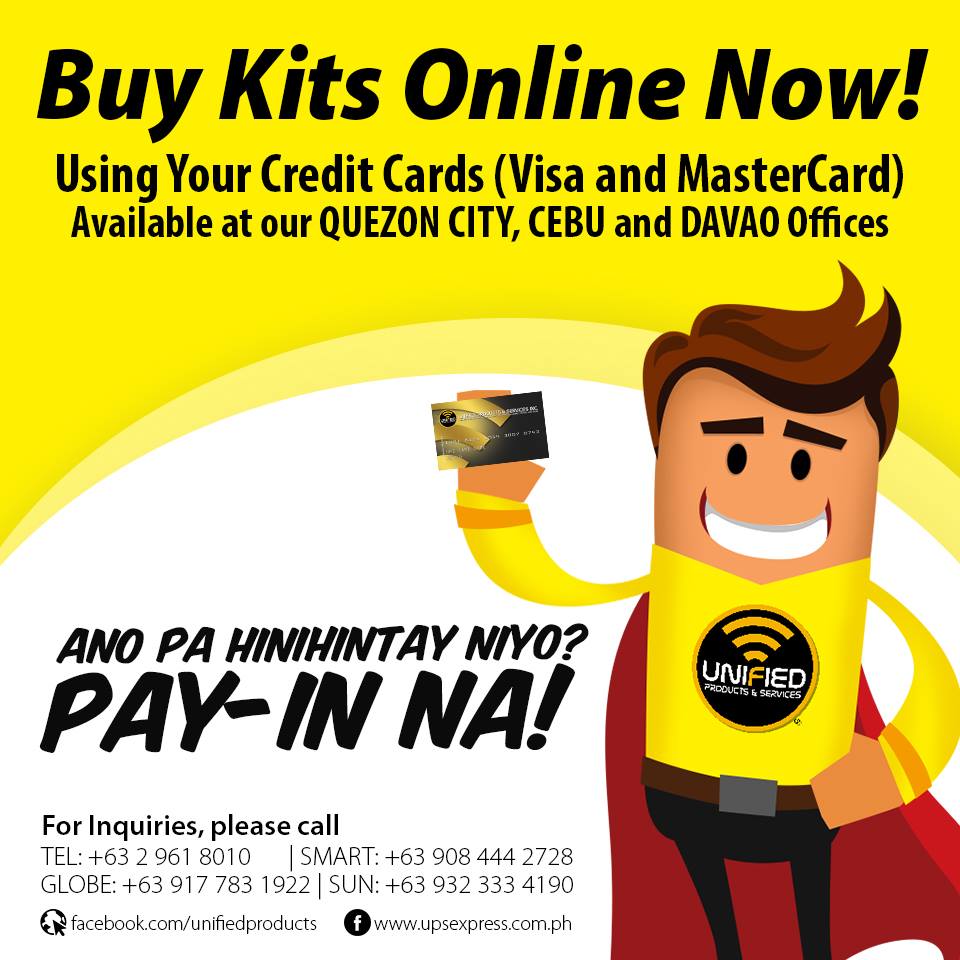 Buy Kits Online Now!
Using Your Credit Cards (Visa and MasterCard)
Available at our QUEZON CITY, CEBU and DAVAO Offices
ANO PA HINIHINTAY NIYO?
PAY-IN NA!
UNIFIED
PRODUCTS & SERVICES
For Inquiries, please call
TEL: +63 2 961 8010 | SMART: +63 908 444 2728
GLOBE: +63 917 783 1922 | SUN: +63 932 333 4190
facebook.com/unifiedproducts www.upsexpress.com.ph